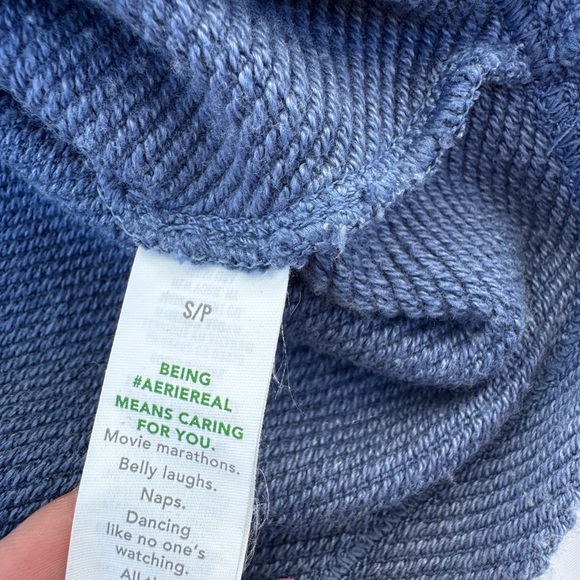 S/P
BEING
#AERIEREAL
MEANS CARING
FOR YOU.
Movie marathons.
Belly laughs.
Naps.
Dancing
like no one's
watching.